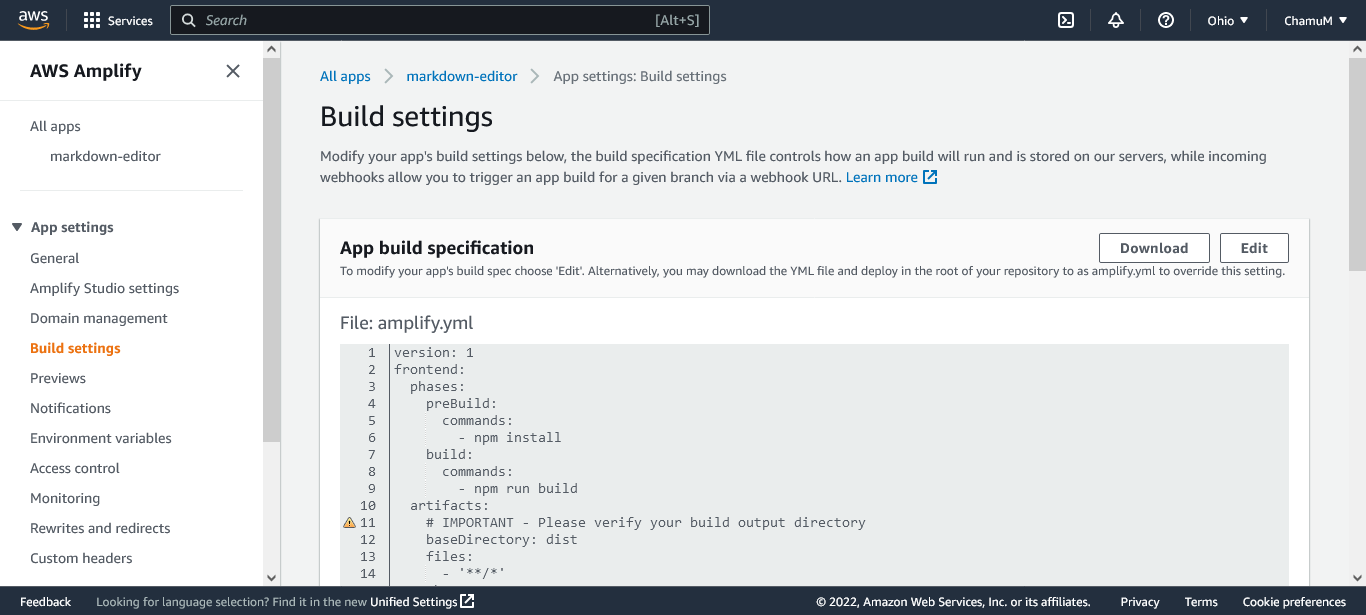 aws
Services
Search
[Alt+S]
Ohio ▼
ChamuM ▼
AWS Amplify
All apps
markdown-editor
App settings
General
Amplify Studio settings
Domain management
Build settings
Previews
Notifications
Environment variables
Access control
Monitoring
Rewrites and redirects
Custom headers
All apps
markdown-editor
App settings: Build settings
Build settings
Modify your app's build settings below, the build specification YML file controls how an app build will run and is stored on our servers, while incoming
webhooks allow you to trigger an app build for a given branch via a webhook URL. Learn more
App build specification
Download
Edit
To modify your app's build spec choose 'Edit'. Alternatively, you may download the YML file and deploy in the root of your repository to as amplify.yml to override this setting.
File: amplify.yml
1 version: 1
2 frontend:
3 phases:
4 preBuild:
5 commands:
6 - npm install
7 build:
8 commands:
9 - npm run build
10 artifacts:
11 # IMPORTANT - Please verify your build output directory
12 baseDirectory: dist
13 files:
14 - '**/*'
Feedback
Looking for language selection? Find it in the new Unified Settings
© 2022, Amazon Web Services, Inc. or its affiliates.
Privacy
Terms
Cookie preferences